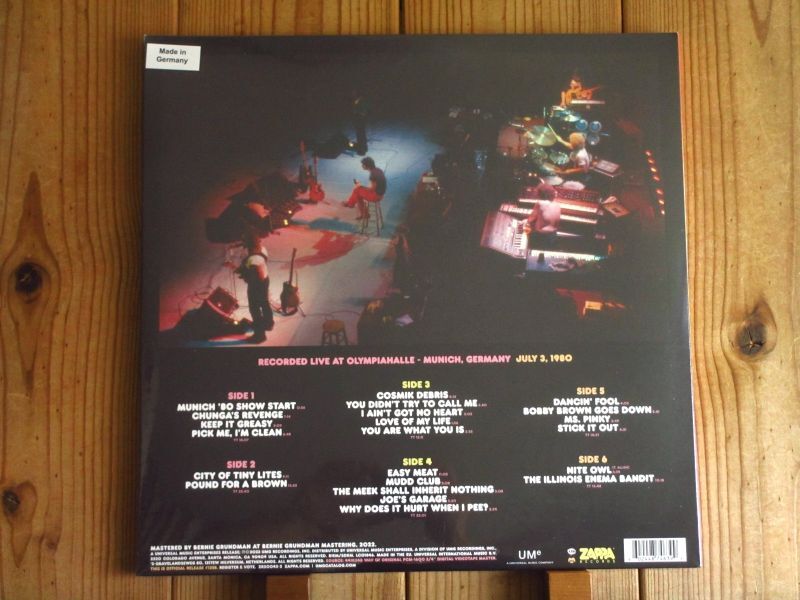 Made in
Germany
RECORDED LIVE AT OLYMPIAHALLE - MUNICH, GERMANY JULY 3, 1980
SIDE 1
MUNICH '80 SHOW START
CHUNGA'S REVENGE
KEEP IT GREASY
PICK ME, I'M CLEAN
SIDE 2
CITY OF TINY LITES
POUND FOR A BROWN
SIDE 3
COSMIK DEBRIS
YOU DIDN'T TRY TO CALL ME
I AIN'T GOT NO HEART
LOVE OF MY LIFE
YOU ARE WHAT YOU IS
SIDE 4
EASY MEAT
MUDD CLUB
THE MEEK SHALL INHERIT NOTHING
JOE'S GARAGE
WHY DOES IT HURT WHEN I PEE?
SIDE 5
DANCIN' FOOL
BOBBY BROWN GOES DOWN
MS. PINKY
STICK IT OUT
SIDE 6
NITE OWL
THE ILLINOIS ENEMA BANDIT
MASTERED BY BERNIE GRUNDMAN AT BERNIE GRUNDMAN MASTERING, 2022.
UMe
A UNIVERSAL MUSIC COMPANY
ZAPPA
RECORDS